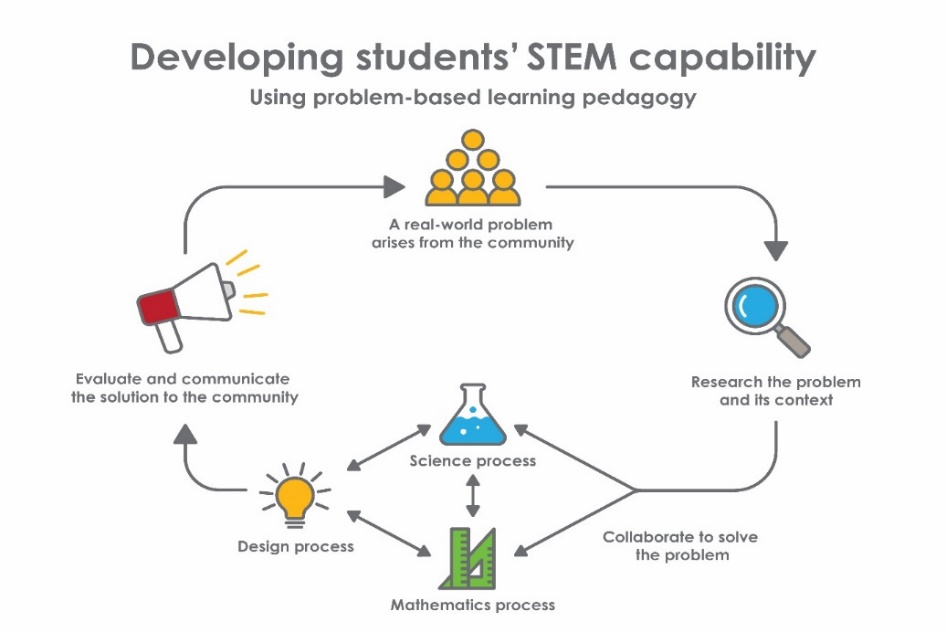 Developing students' STEM capability
Using problem-based learning pedagogy
A real-world problem
arises from the community
Research the problem
and its context
Collaborate to solve
the problem
Science process
Mathematics process
Design process
Evaluate and communicate
the solution to the community